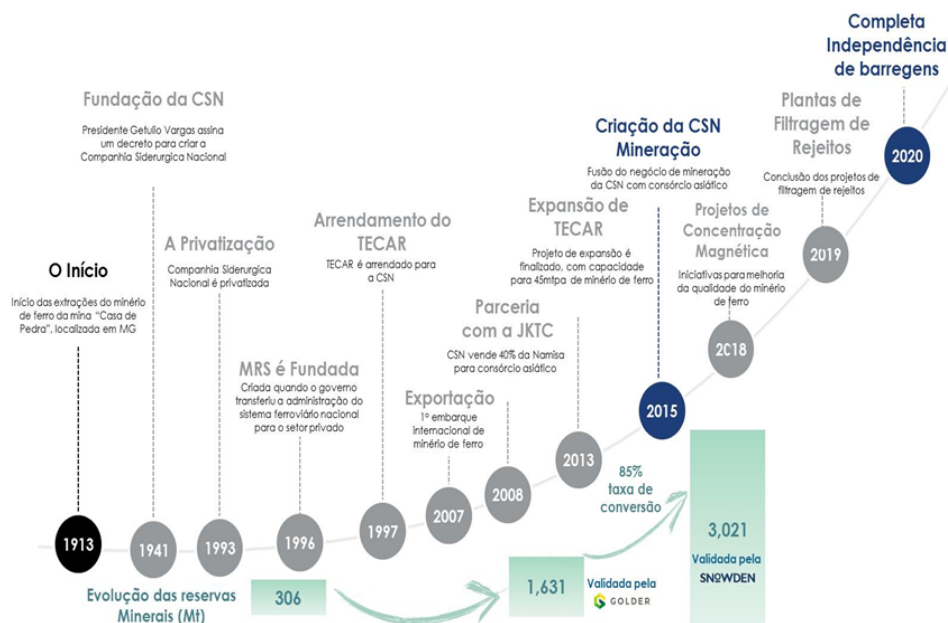 O Início
Início das extrações do minério
de ferro da mina “Casa de
Pedra”, localizada em MG
1913
Fundação da CSN
Presidente Getulio Vargas assina
um decreto para criar a
Companhia Siderurgica Nacional
1941
A Privatização
Companhia Siderurgica
Nacional é privatizada
1993
MRS é Fundada
Criada quando o governo
transferiu a administração do
sistema ferroviário nacional
para o setor privado
1996
Arrendamento do
TECAR
TECAR é arrendado para
a CSN
1997
Exportação
1º embarque
internacional de
minério de ferro
2007
Parceria
com a JKTC
CSN vende 40% da Namisa
para consórcio asiático
2008
Expansão de
TECAR
Projeto de expansão é
finalizado, com capacidade
para 45mtpa de minério de ferro
2013
Criação da CSN
Mineração
Fusão do negócio de mineração
da CSN com consórcio asiático
2015
Projetos de
Concentração
Magnética
Iniciativas para melhoria
da qualidade do minério
de ferro
2018
Plantas de
Filtragem de
Rejeitos
Conclusão dos projetos de
filtragem de rejeitos
2019
Completa
Independência
de barregens
2020
Evolução das reservas
Minerais (Mt)
306
1,631
Validada pela
GOLDER
85%
taxa de
conversão
3,021
Validada pela
SNOWDEN